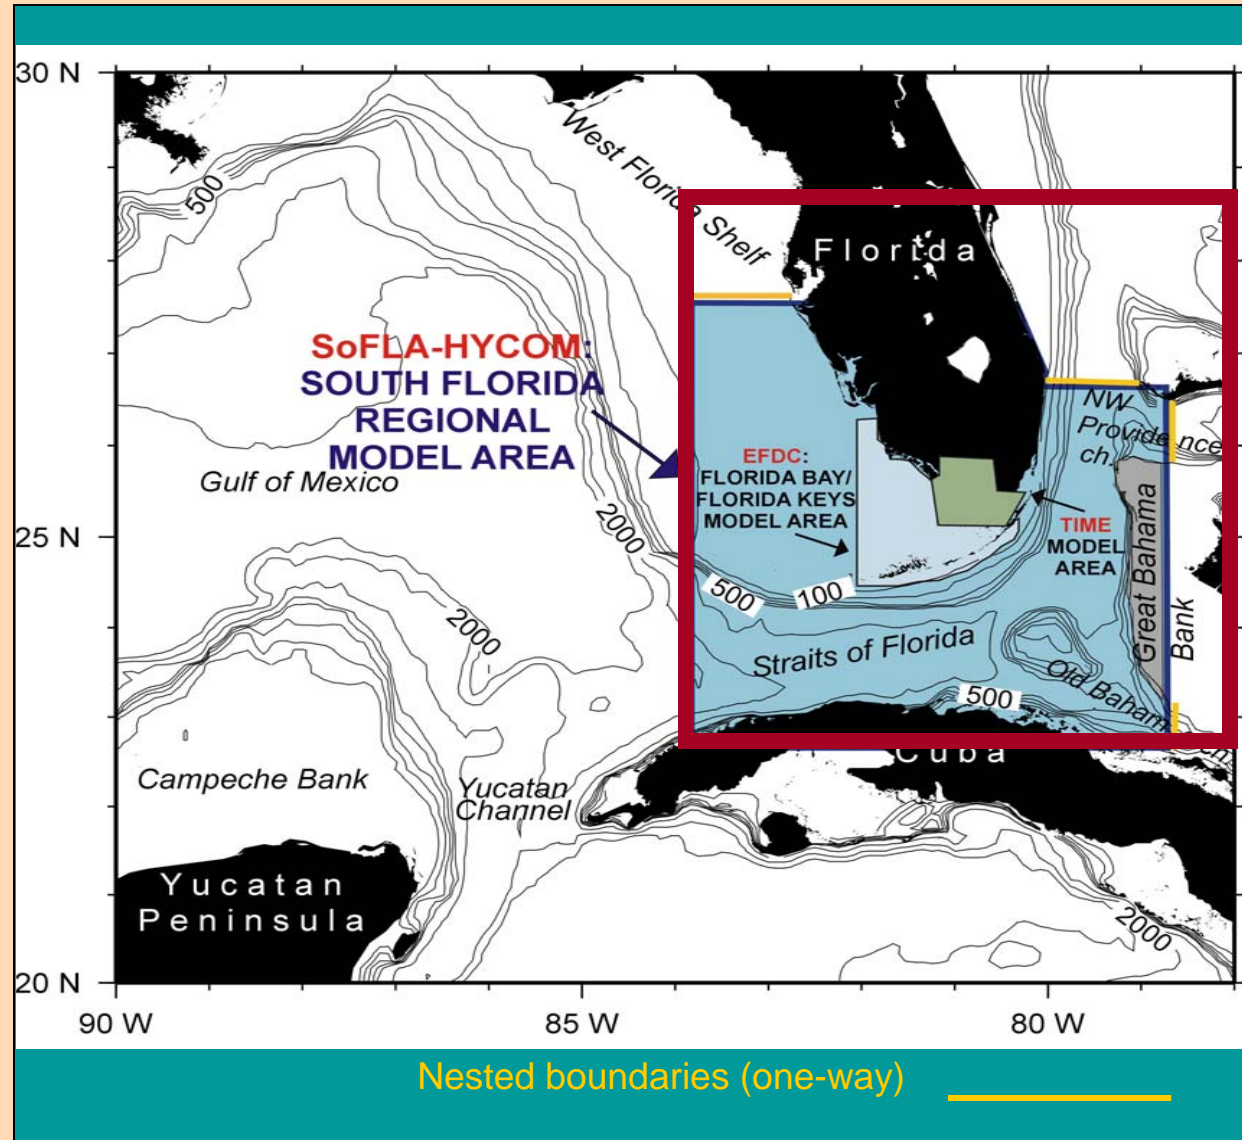 30 N
500
West Florida Shelf
Florida
SoFLA-HYCOM:
SOUTH FLORIDA
REGIONAL
MODEL AREA
Gulf of Mexico
NW
Providence
ch.
EFDC:
FLORIDA BAY/
FLORIDA KEYS
MODEL AREA
TIME
MODEL
AREA
Great Bahama
Bank
25 N
2000
500
100
Straits of Florida
Old Bahama ch.
500
2000
Cuba
Campeche Bank
Yucatan
Channel
Yucatan
Peninsula
2000
20 N
90 W
85 W
80 W
Nested boundaries (one-way)